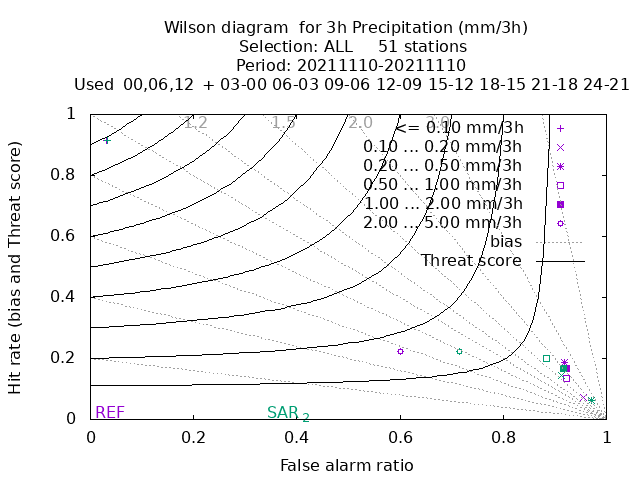 Wilson diagram  for 3h Precipitation (mm/3h)
Selection: ALL     51 stations
Period: 20211110-20211110
Used  00,06,12  + 03-00 06-03 09-06 12-09 15-12 18-15 21-18 24-21
1.2 1.5 2.0 3.0
<= 0.10 mm/3h
0.10 ... 0.20 mm/3h
0.20 ... 0.50 mm/3h
0.50 ... 1.00 mm/3h
1.00 ... 2.00 mm/3h
2.00 ... 5.00 mm/3h
bias
Threat score
Hit rate (bias and Threat score)
1
0.8
0.6
0.4
0.2
0
REF
SAR 2
0 0.2 0.4 0.6 0.8 1
False alarm ratio